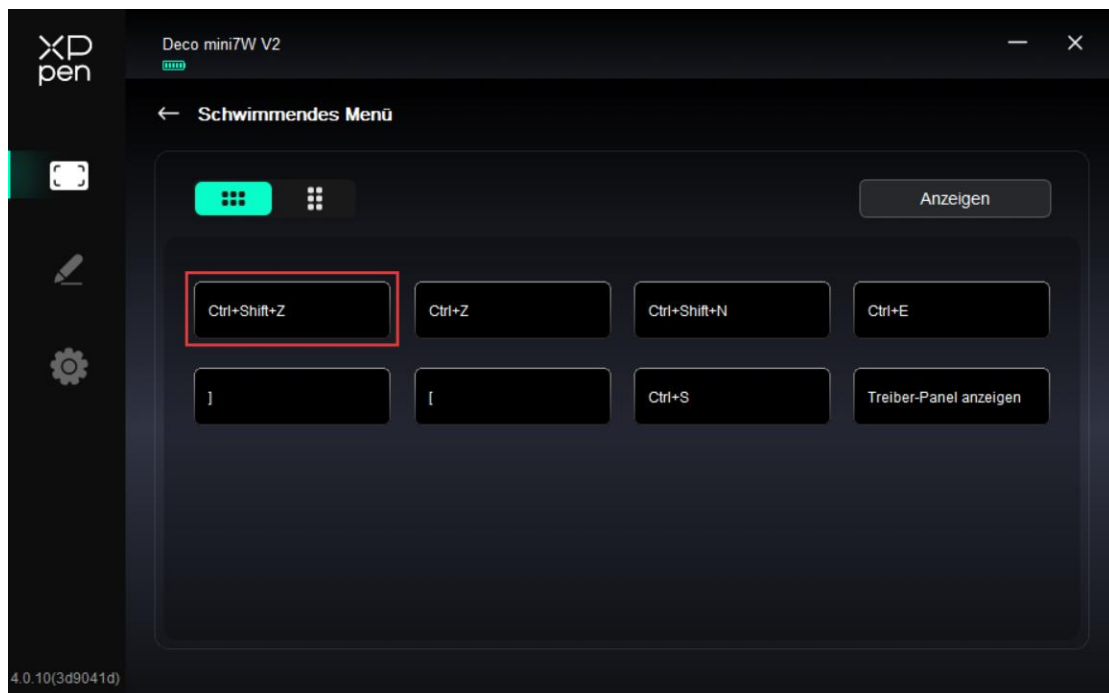 XP
pen
Deco mini7W V2
← Schwimmendes Menü
Anzeigen
Ctrl+Shift+Z
Ctrl+Z
Ctrl+Shift+N
Ctrl+E
]
[
Ctrl+S
Treiber-Panel anzeigen
4.0.10(3d9041d)